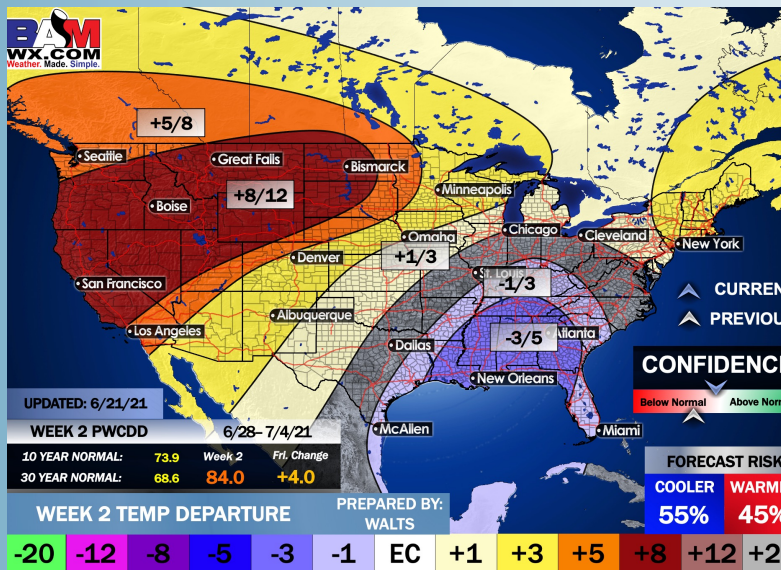 BAM
WX.COM
Weather. Made. Simple.
+5/8
Seattle
Great Falls
Bismarck
+8/12
Minneapolis
Boise
Omaha
Chicago
Cleveland
New York
+1/3
Denver
San Francisco
St. Louis
-1/3
CURREN
Albuquerque
PREVIOU
Los Angeles
Dallas
-3/5
Atlanta
CONFIDENC
New Orleans
Below Normal
Above Norm
UPDATED: 6/21/21
McAllen
Miami
WEEK 2 PWCDD
6/28–7/4/21
10 YEAR NORMAL:
73.9
Week 2
Fri. Change
30 YEAR NORMAL:
68.6
84.0
+4.0
FORECAST RISK
COOLER
WARM
55%
45%
WEEK 2 TEMP DEPARTURE
PREPARED BY:
WALTS
-20 -12 -8 -5 -3 -1 EC +1 +3 +5 +8 +12 +2